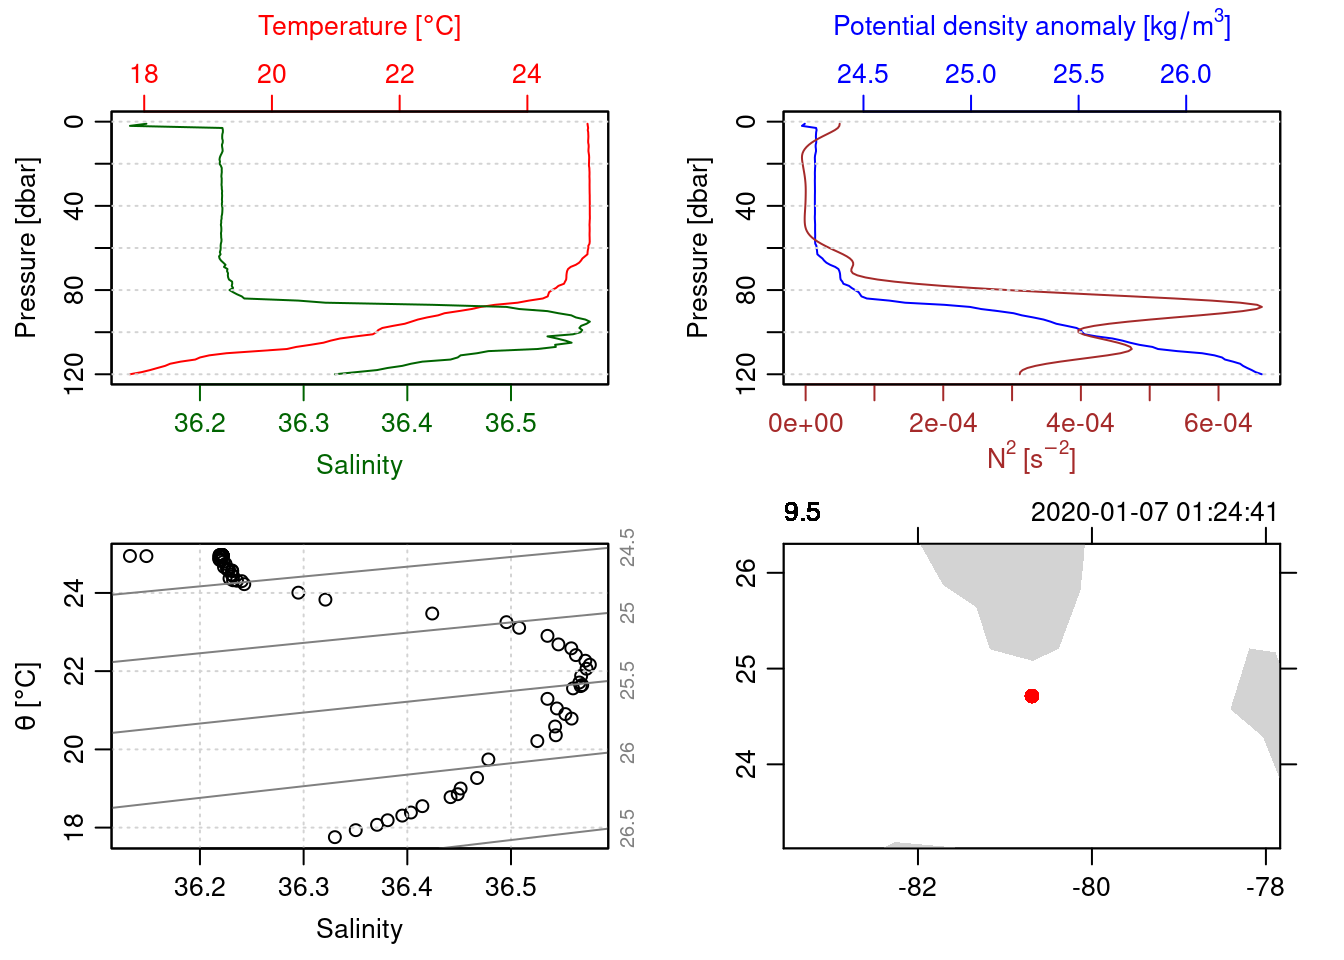 Temperature [°C]
18 20 22 24
Pressure [dbar]
0 40 80 120
36.2 36.3 36.4 36.5
Salinity
Potential density anomaly [kg/m³]
24.5 25.0 25.5 26.0
Pressure [dbar]
0 40 80 120
0e+00 2e-04 4e-04 6e-04
N² [s⁻²]
θ [°C]
24 22 20 18
24.5 25 25.5 26 26.5
36.2 36.3 36.4 36.5
Salinity
9.5 2020-01-07 01:24:41
26 25 24
-82 -80 -78